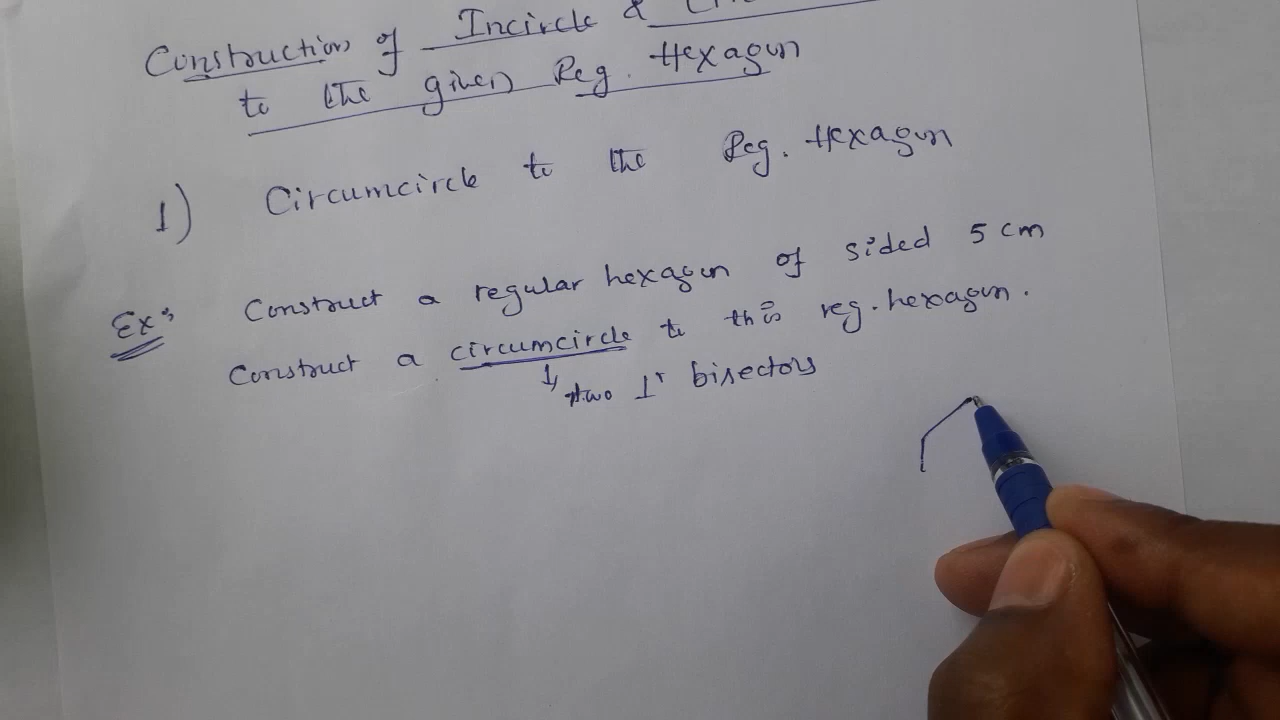 Construction of Incircle &
to the given Reg. Hexagon
1) Circumcircle to the Reg. Hexagon
Ex: Construct a regular hexagon of sided 5 cm
Construct a circumcircle to this reg. hexagon.
↳ two ⊥r bisectors